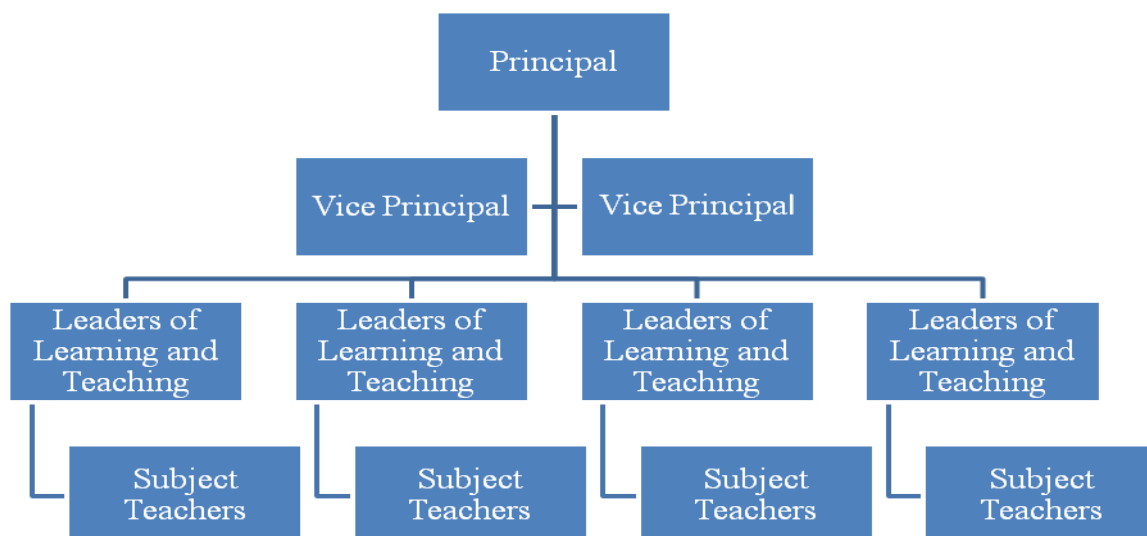 Principal
Vice Principal
Vice Principal
Leaders of
Learning and
Teaching
Leaders of
Learning and
Teaching
Leaders of
Learning and
Teaching
Leaders of
Learning and
Teaching
Subject
Teachers
Subject
Teachers
Subject
Teachers
Subject
Teachers